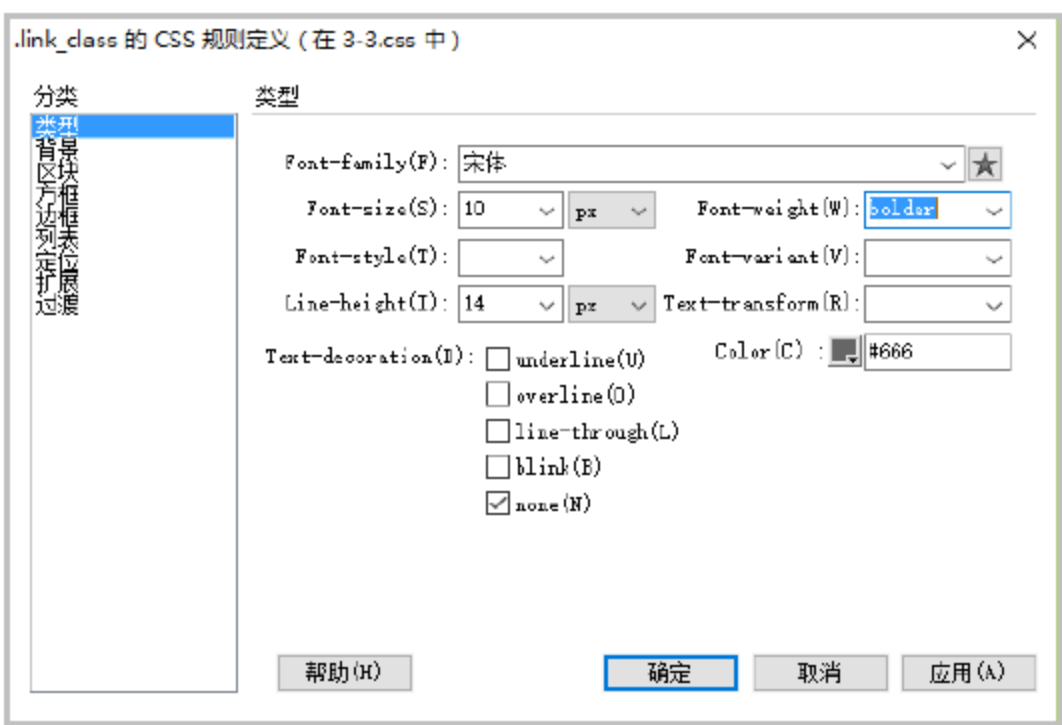 .link_class 的 CSS 规则定义 ( 在 3-3.css 中 )
分类
类型
背景
区块
方框
边框
列表
定位
扩展
过渡
类型
Font-family(F): 宋体
Font-size(S): 10 px Font-weight(W): bolder
Font-style(T): Font-variant(V):
Line-height(I): 14 px Text-transform(R):
Text-decoration(D): underline(U) Color(C) : #666
overline(O)
line-through(L)
blink(B)
none(N)
帮助(H) 确定 取消 应用(A)